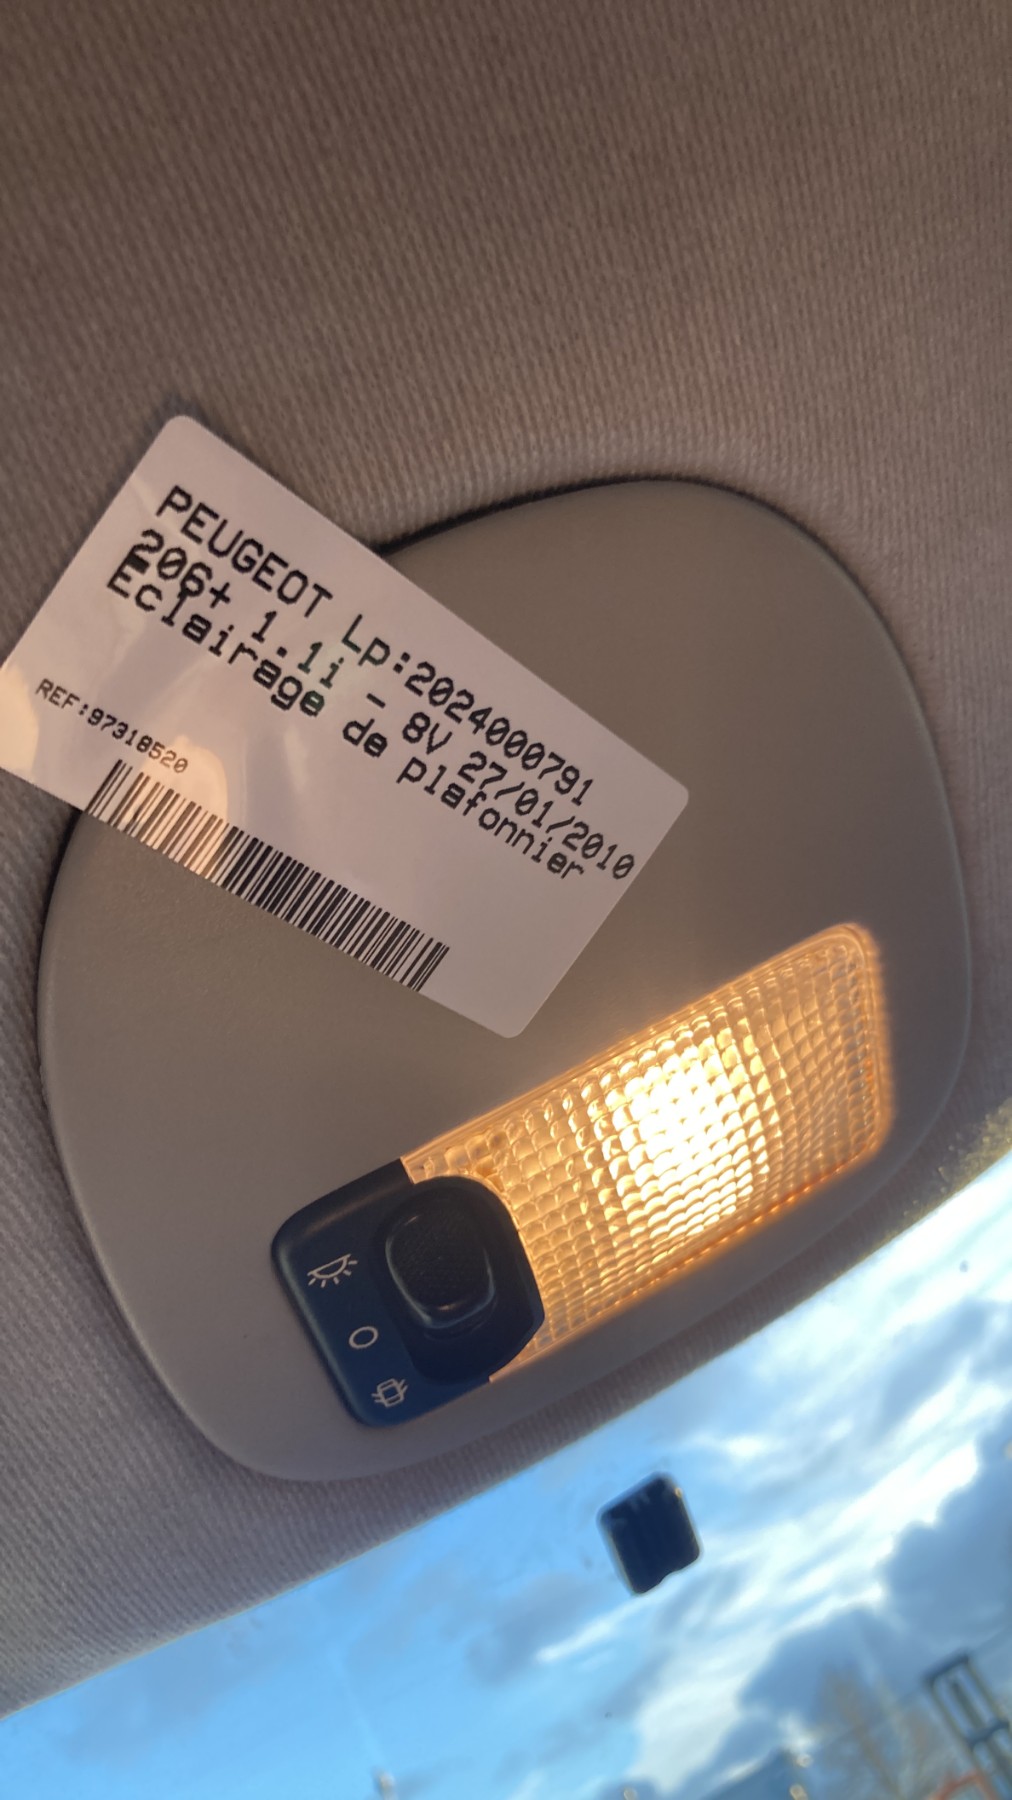 PEUGEOT Lp:2024000791
206+ 1.1i - 8V 27/01/2010
Eclairage de plafonnier
REF:97318520